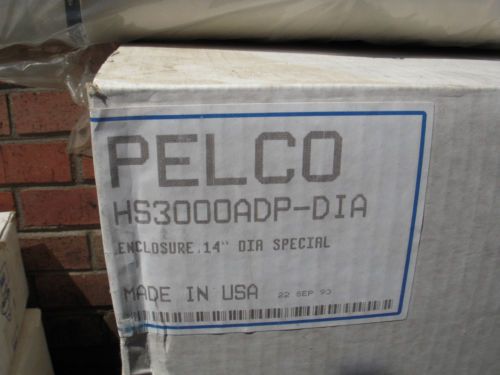 PELCO
HS3000ADP-DIA
ENCLOSURE,14" DIA SPECIAL
MADE IN USA 22 SEP 93